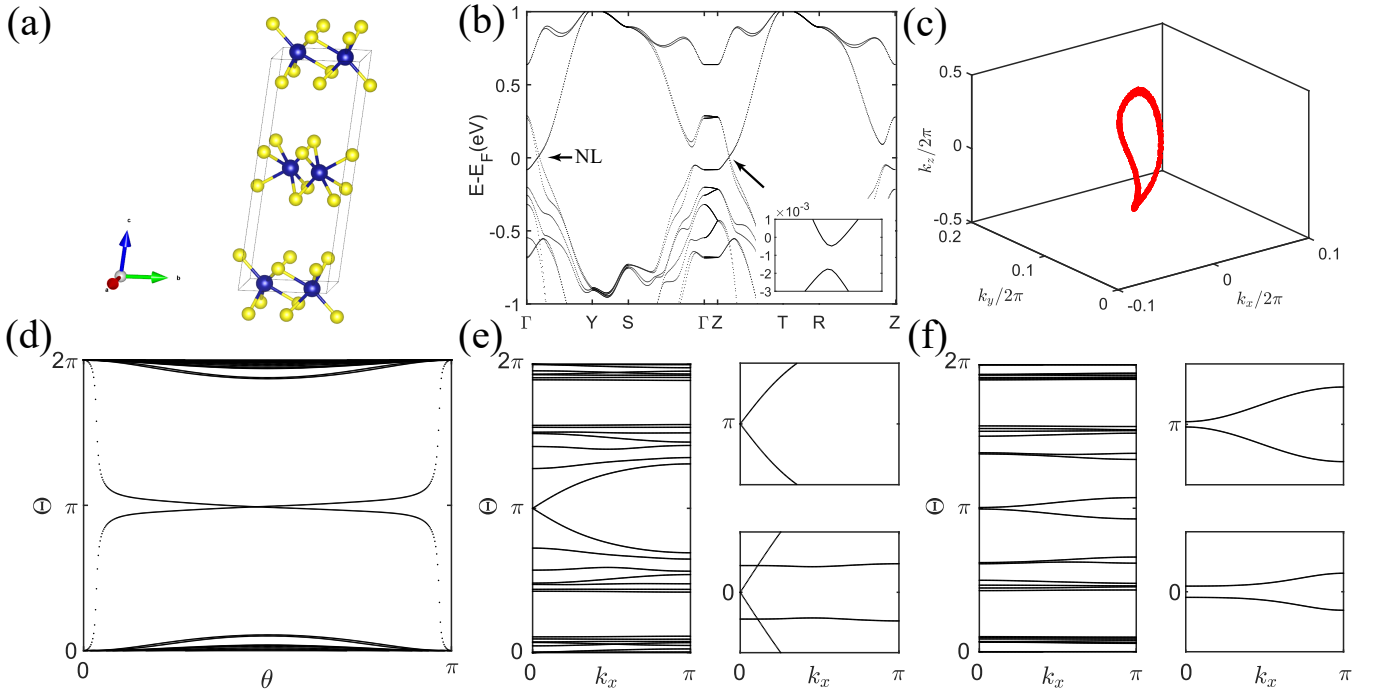 (a)
c
b
a
(b)
E-E_F(eV)
1
0.5
0
-0.5
-1
NL
×10^-3
1
0
-1
-2
-3
Γ Y S Γ Z T R Z
(c)
k_z/2π
0.5
0
-0.5
0.2
0.1
0
k_y/2π
-0.1
0
0.1
k_x/2π
(d)
Θ
2π
π
0
0 θ π
(e)
Θ
2π
π
0
0 k_x π
π
0
0 k_x π
(f)
Θ
2π
π
0
0 k_x π
π
0
0 k_x π